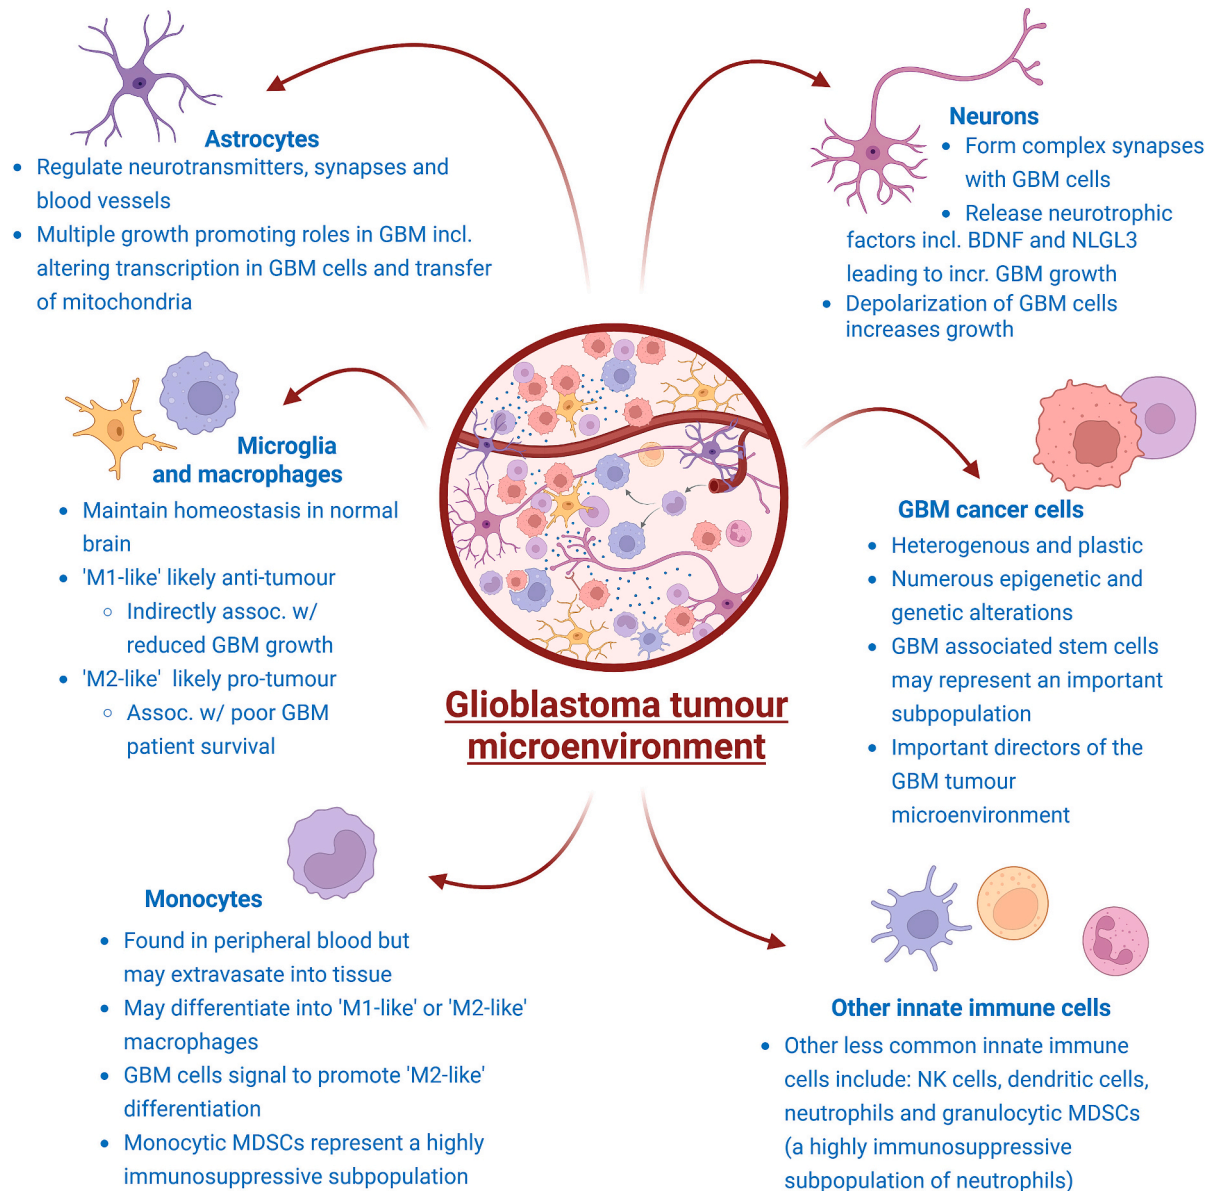 Astrocytes
• Regulate neurotransmitters, synapses and
blood vessels
• Multiple growth promoting roles in GBM incl.
altering transcription in GBM cells and transfer
of mitochondria
Neurons
• Form complex synapses
with GBM cells
• Release neurotrophic
factors incl. BDNF and NLGL3
leading to incr. GBM growth
• Depolarization of GBM cells
increases growth
Microglia
and macrophages
• Maintain homeostasis in normal
brain
• 'M1-like' likely anti-tumour
○ Indirectly assoc. w/
reduced GBM growth
• 'M2-like' likely pro-tumour
○ Assoc. w/ poor GBM
patient survival
GBM cancer cells
• Heterogenous and plastic
• Numerous epigenetic and
genetic alterations
• GBM associated stem cells
may represent an important
subpopulation
• Important directors of the
GBM tumour
microenvironment
Glioblastoma tumour
microenvironment
Monocytes
• Found in peripheral blood but
may extravasate into tissue
• May differentiate into 'M1-like' or 'M2-like'
macrophages
• GBM cells signal to promote 'M2-like'
differentiation
• Monocytic MDSCs represent a highly
immunosuppressive subpopulation
Other innate immune cells
• Other less common innate immune
cells include: NK cells, dendritic cells,
neutrophils and granulocytic MDSCs
(a highly immunosuppressive
subpopulation of neutrophils)